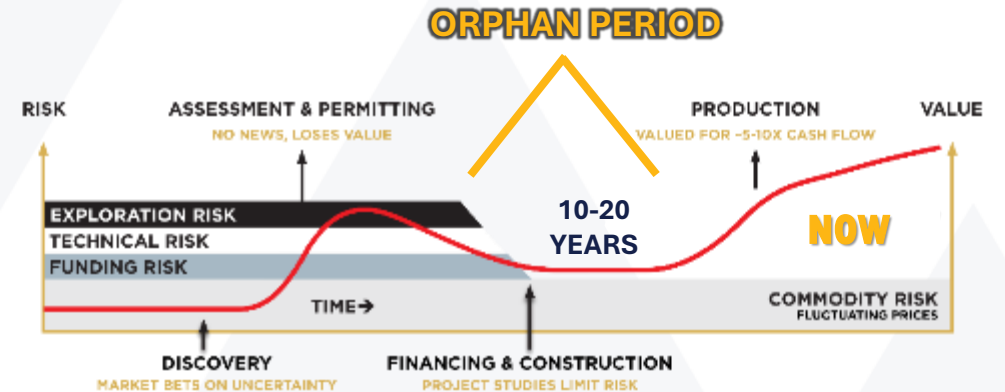 ORPHAN PERIOD
RISK
ASSESSMENT & PERMITTING
NO NEWS, LOSES VALUE
PRODUCTION
VALUED FOR ~5-10X CASH FLOW
VALUE
EXPLORATION RISK
TECHNICAL RISK
FUNDING RISK
10-20
YEARS
NOW
TIME→
COMMODITY RISK
FLUCTUATING PRICES
DISCOVERY
MARKET BETS ON UNCERTAINTY
FINANCING & CONSTRUCTION
PROJECT STUDIES LIMIT RISK